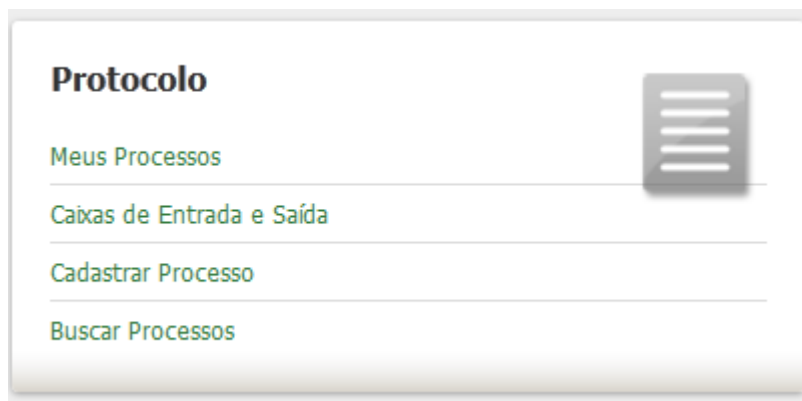 Protocolo
Meus Processos
Caixas de Entrada e Saída
Cadastrar Processo
Buscar Processos